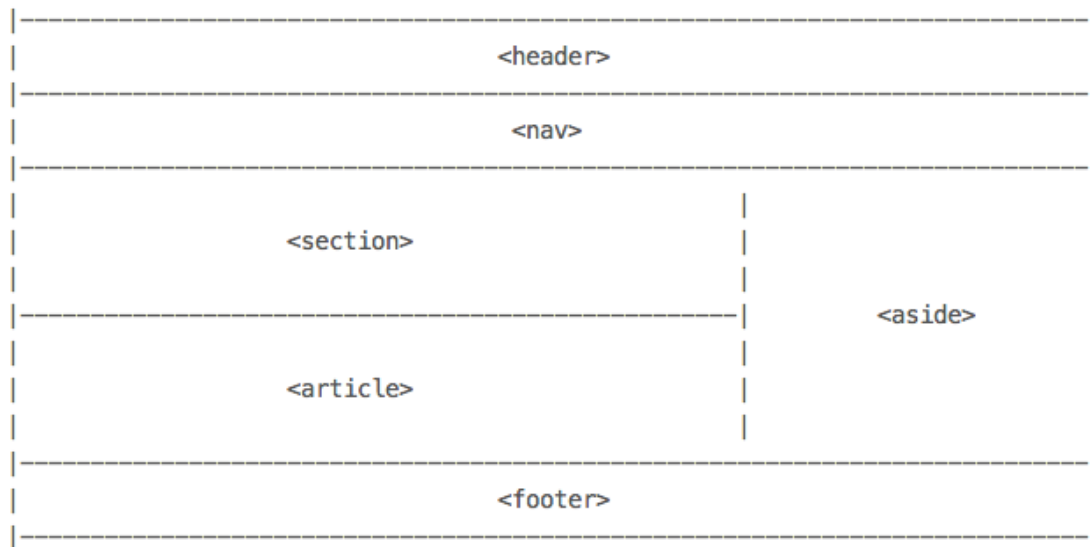 <header>
<nav>
<section>
<aside>
<article>
<footer>